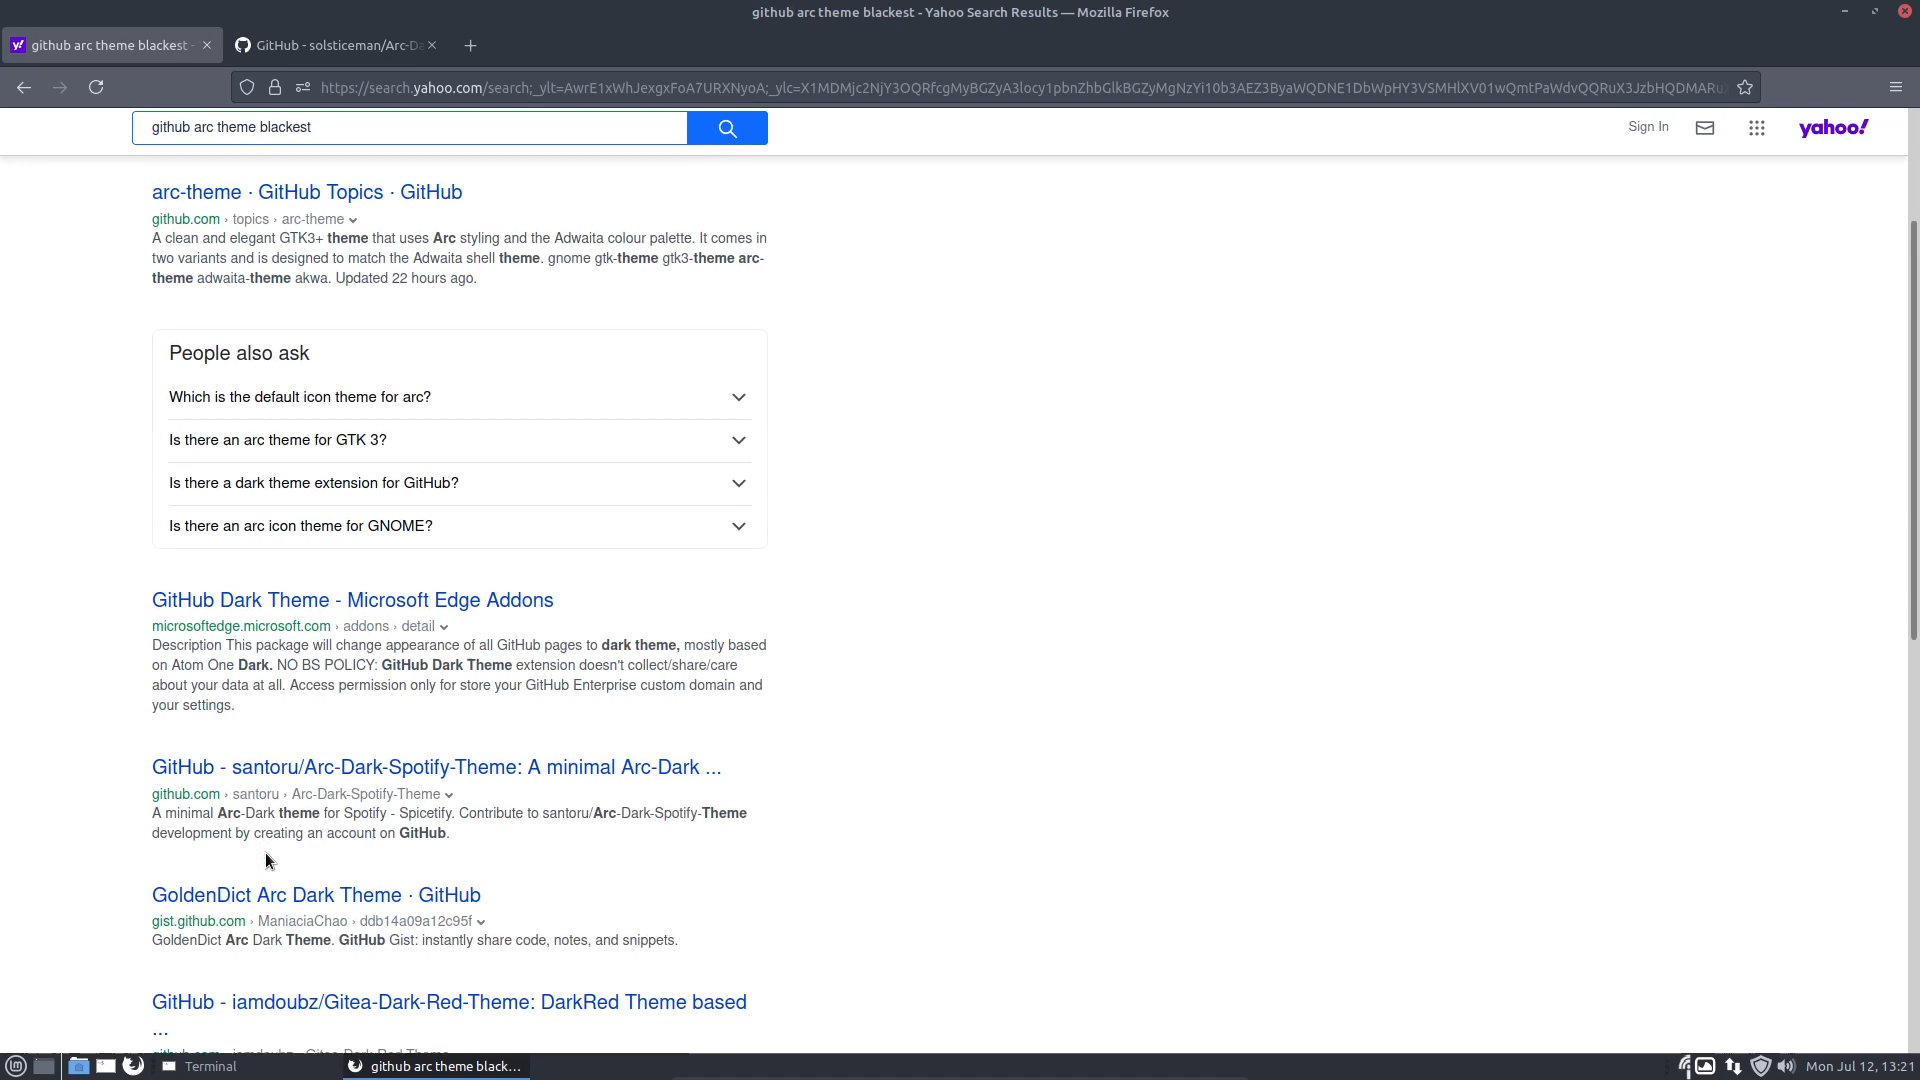 github arc theme blackest - Yahoo Search Results — Mozilla Firefox
github arc theme blackest -
GitHub - solsticeman/Arc-Da
https://search.yahoo.com/search;_ylt=
Sign In
yahoo!
github arc theme blackest
arc-theme · GitHub Topics · GitHub
github.com › topics › arc-theme
A clean and elegant GTK3+ theme that uses Arc styling and the Adwaita colour palette. It comes in
two variants and is designed to match the Adwaita shell theme. gnome gtk-theme gtk3-theme arc-
theme adwaita-theme akwa. Updated 22 hours ago.
People also ask
Which is the default icon theme for arc?
Is there an arc theme for GTK 3?
Is there a dark theme extension for GitHub?
Is there an arc icon theme for GNOME?
GitHub Dark Theme - Microsoft Edge Addons
microsoftedge.microsoft.com › addons › detail
Description This package will change appearance of all GitHub pages to dark theme, mostly based
on Atom One Dark. NO BS POLICY: GitHub Dark Theme extension doesn't collect/share/care
about your data at all. Access permission only for store your GitHub Enterprise custom domain and
your settings.
GitHub - santoru/Arc-Dark-Spotify-Theme: A minimal Arc-Dark ...
github.com › santoru › Arc-Dark-Spotify-Theme
A minimal Arc-Dark theme for Spotify - Spicetify. Contribute to santoru/Arc-Dark-Spotify-Theme
development by creating an account on GitHub.
GoldenDict Arc Dark Theme · GitHub
gist.github.com › ManiaciaChao › ddb14a09a12c95f
GoldenDict Arc Dark Theme. GitHub Gist: instantly share code, notes, and snippets.
GitHub - iamdoubz/Gitea-Dark-Red-Theme: DarkRed Theme based
...
github.com › iamdoubz › Gitea-Dark-Red-Theme
Terminal
github arc theme black...
Mon Jul 12, 13:21